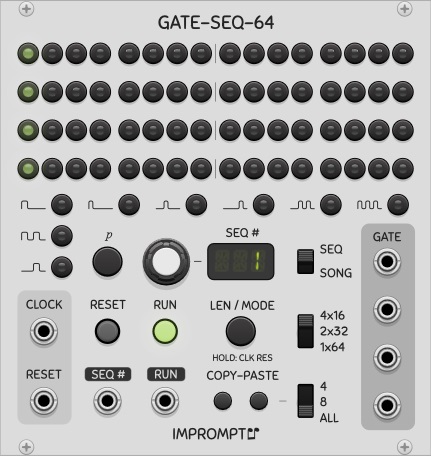 GATE-SEQ-64
p
SEQ #
1
SEQ
SONG
GATE
CLOCK
RESET
RUN
LEN / MODE
HOLD: CLK RES
4x16
2x32
1x64
RESET
SEQ #
RUN
COPY-PASTE
4
8
ALL
IMPROMPTU